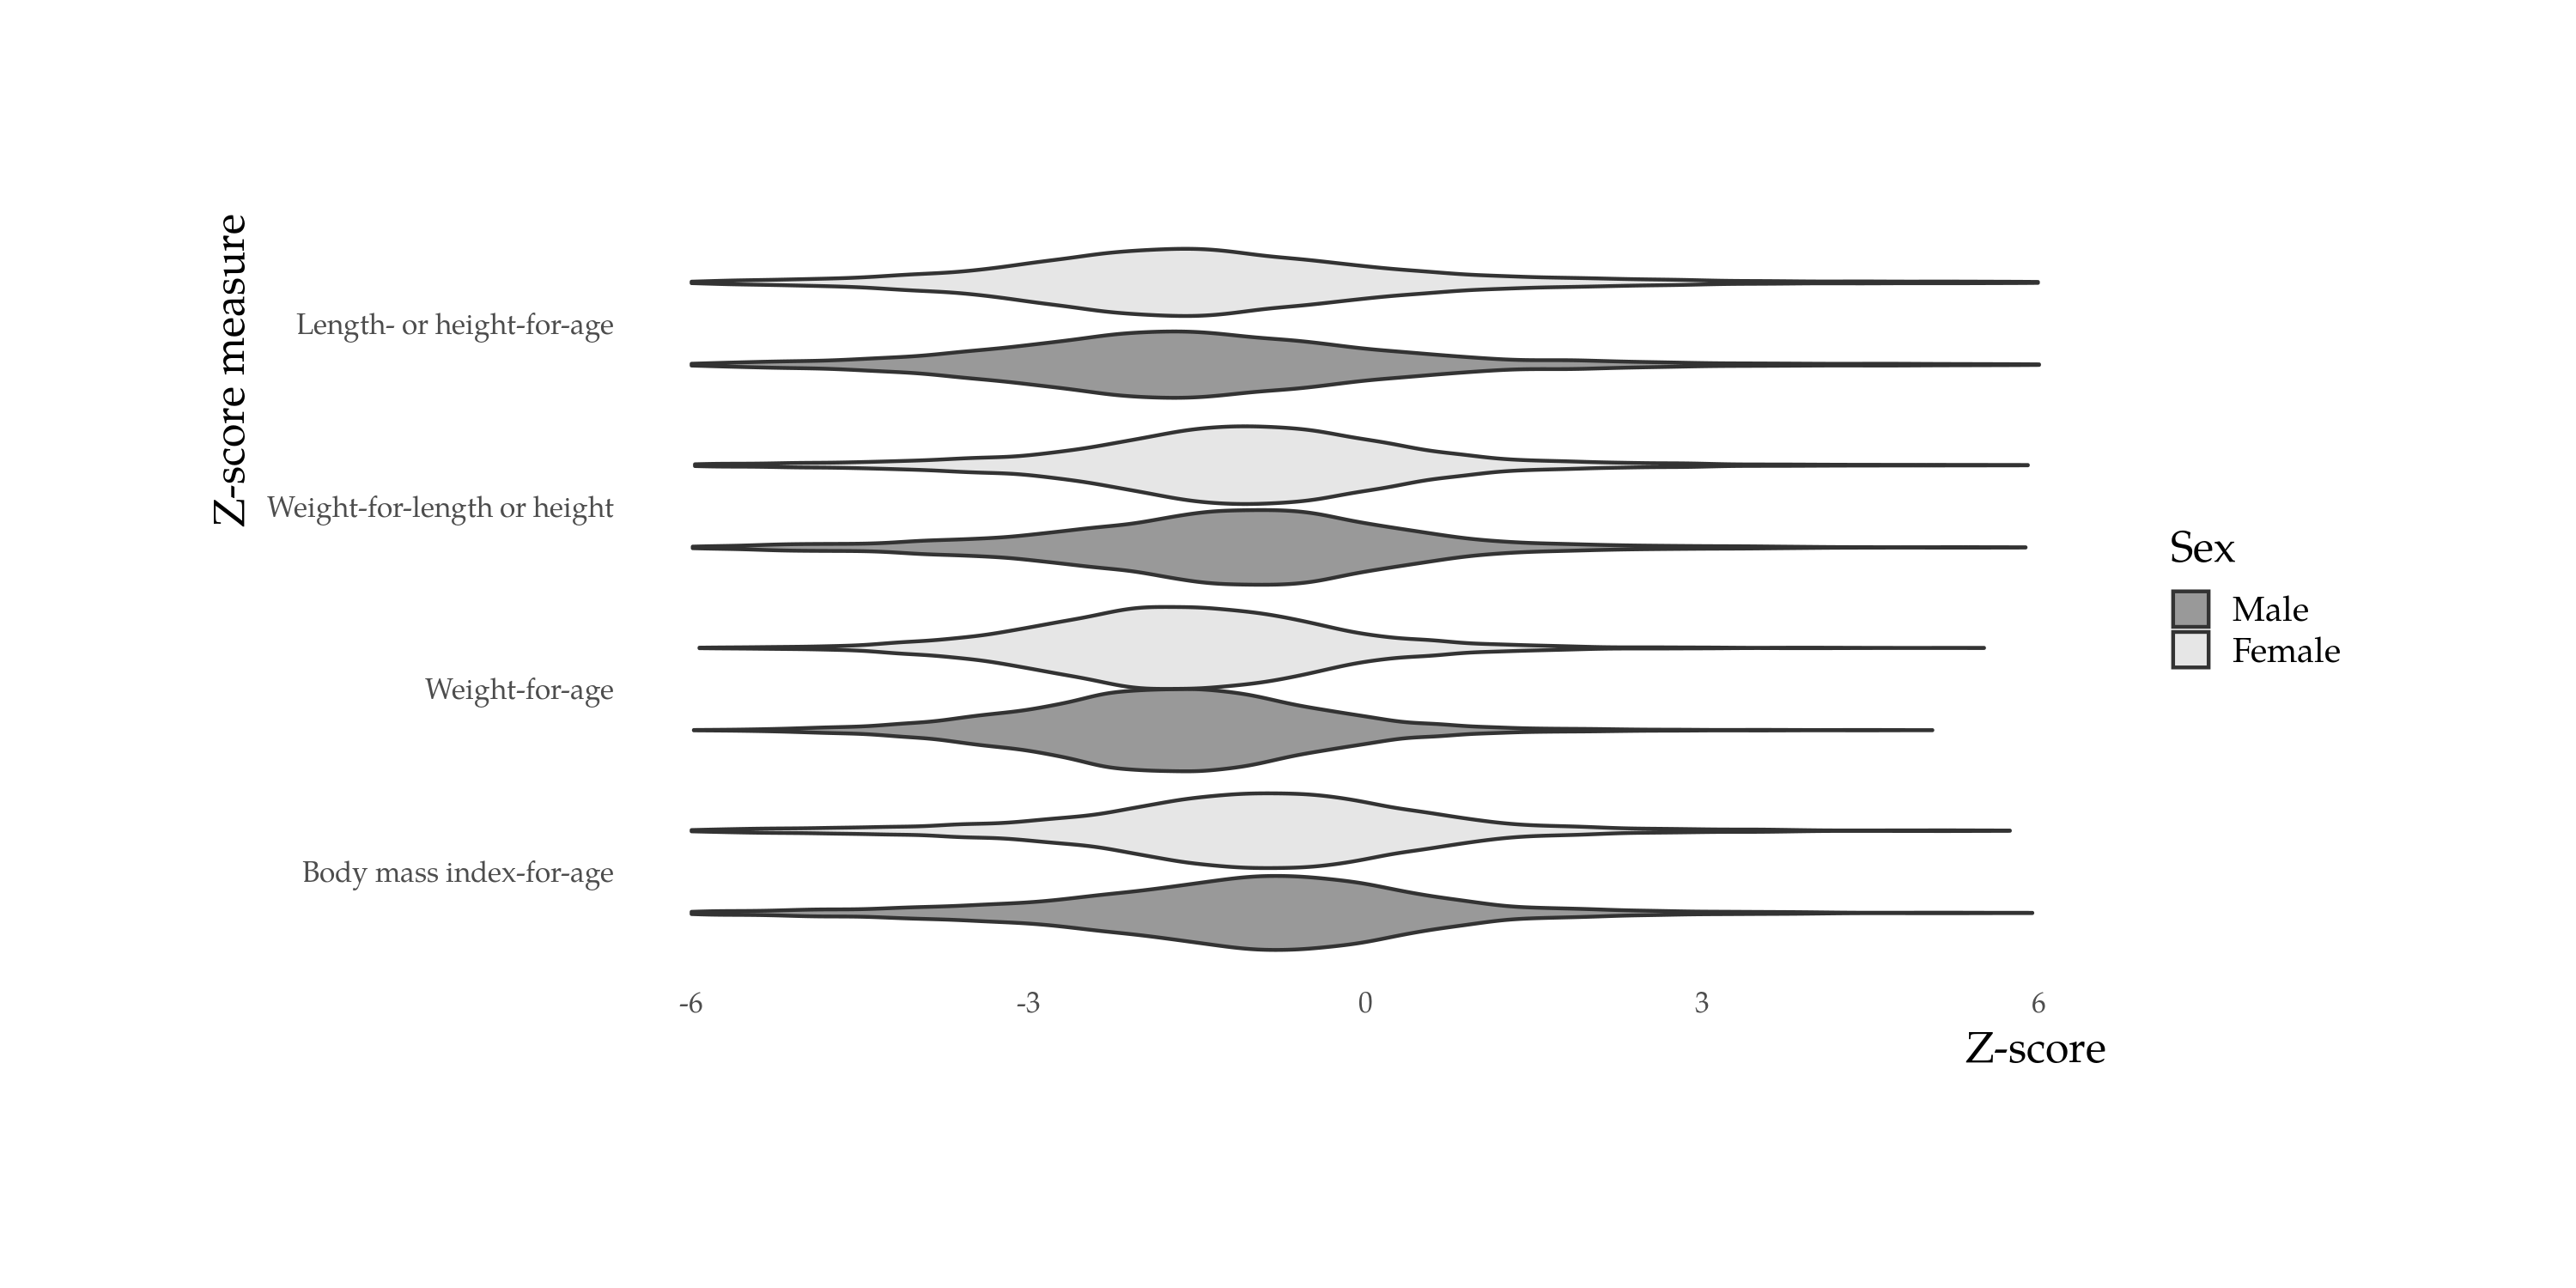 Z-score measure
Length- or height-for-age
Weight-for-length or height
Weight-for-age
Body mass index-for-age
-6 -3 0 3 6
Z-score
Sex
Male
Female